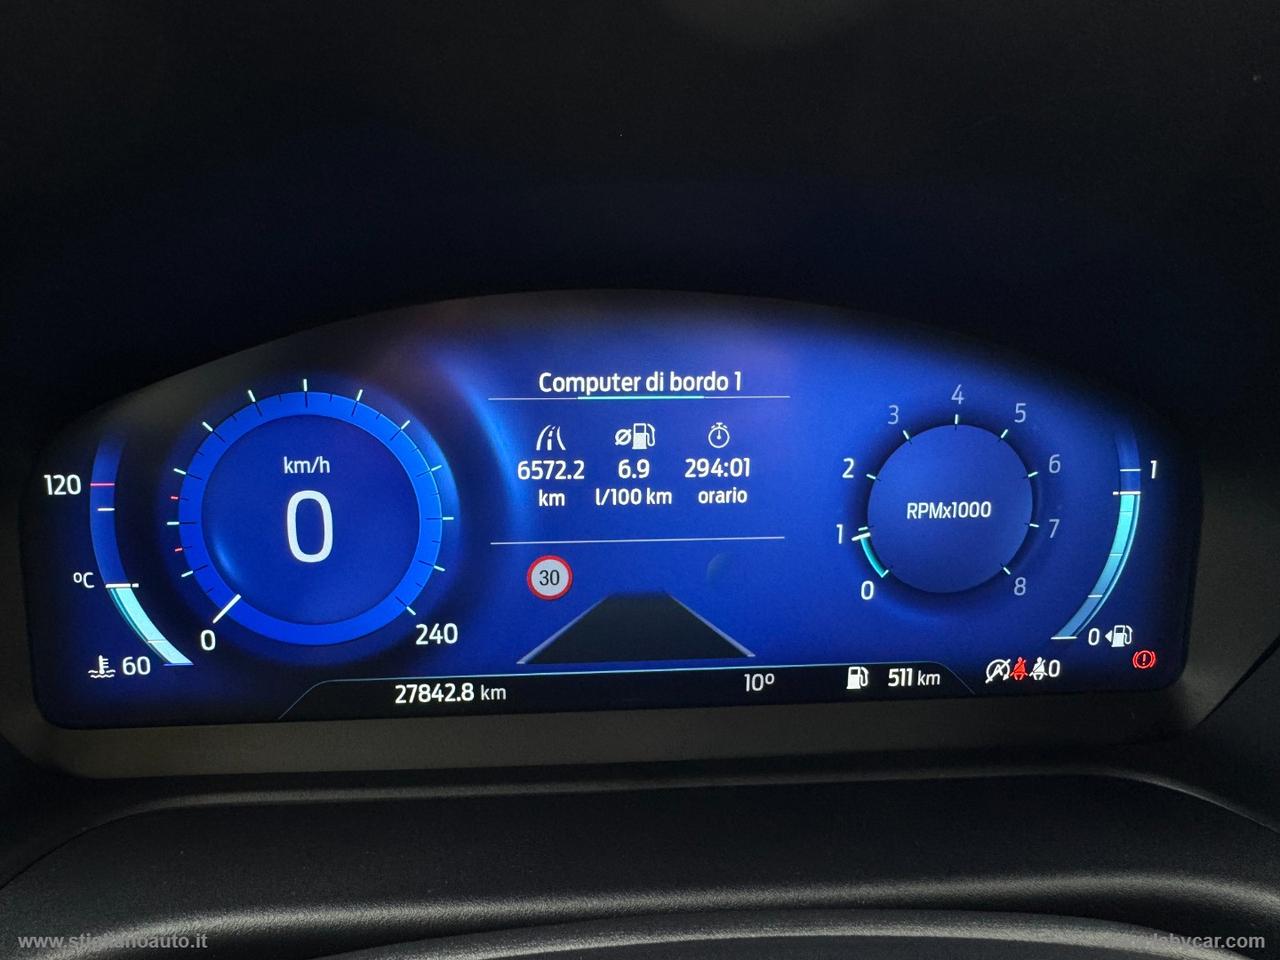 Computer di bordo 1
6572.2 6.9 294:01
km l/100 km orario
120
°C
60
km/h
0
0 240
30
0 1 2 3 4 5 6 7 8
RPMx1000
1
0
27842.8 km 10° 511 km 0
www.stiglianoauto.it
bycar.com